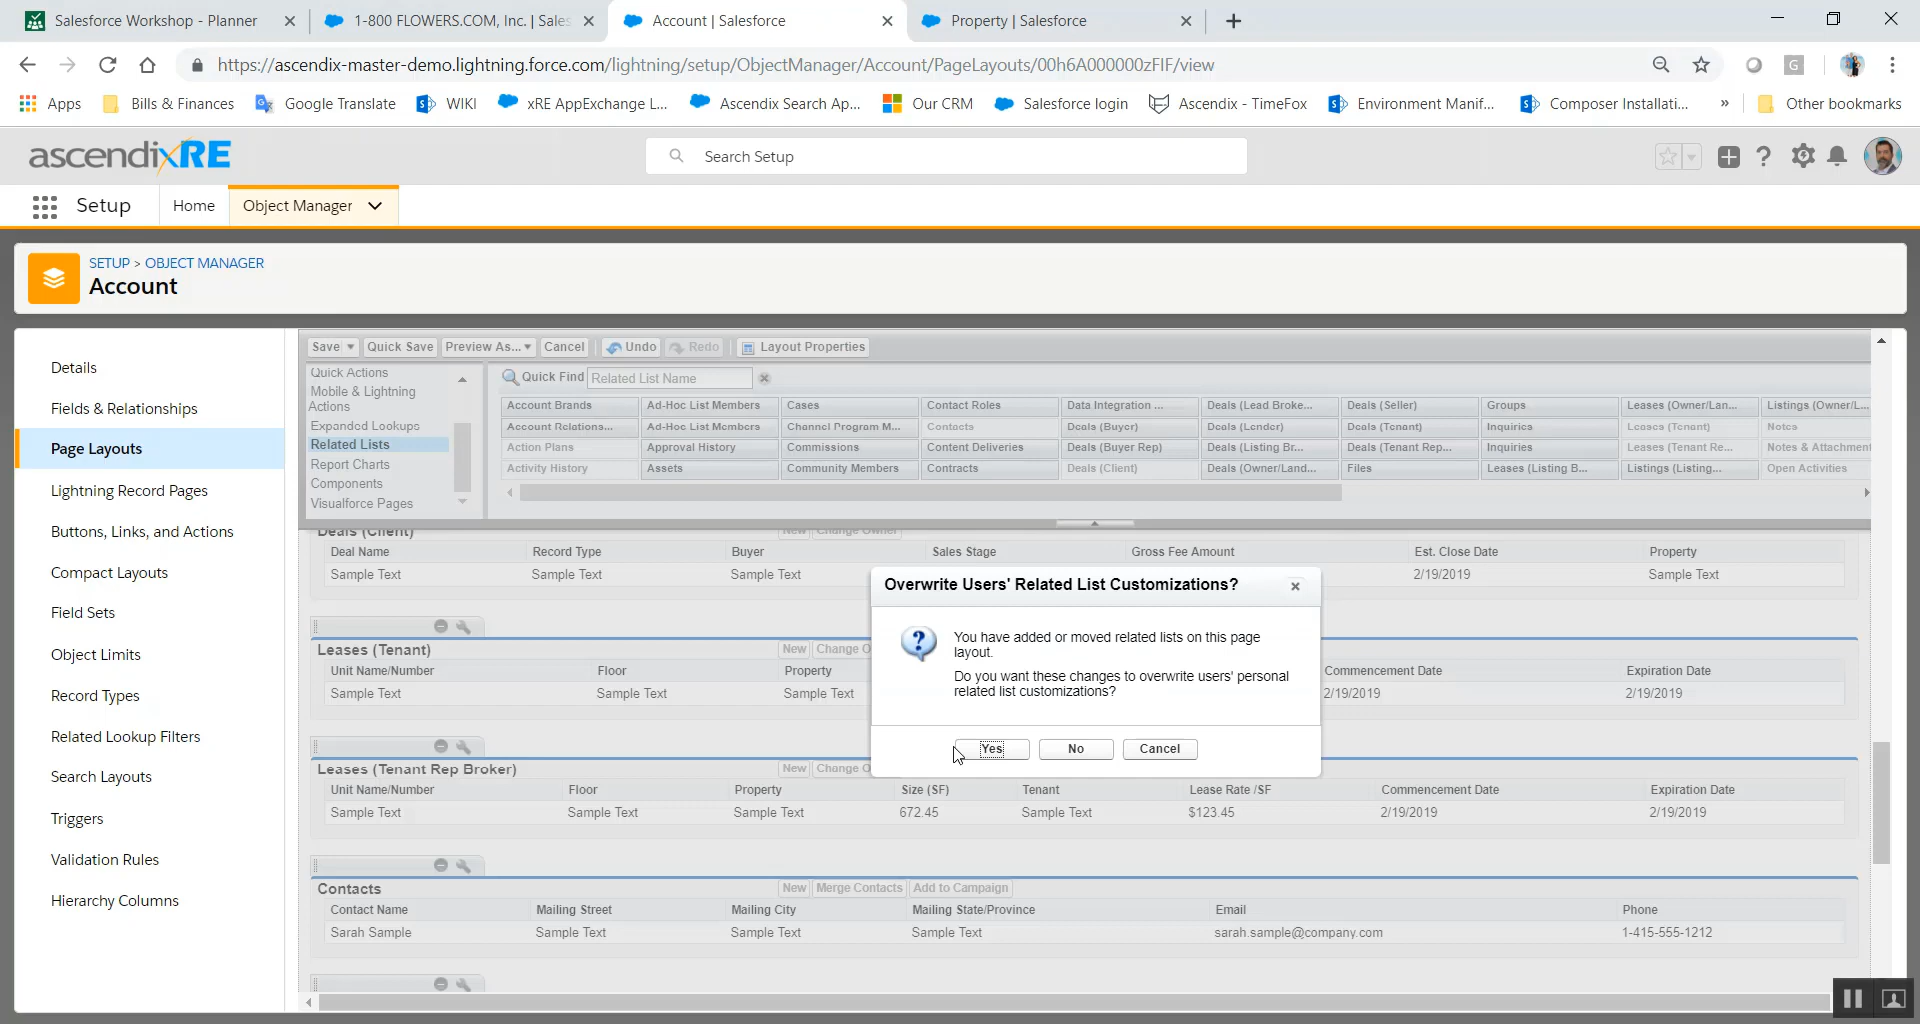 Salesforce Workshop - Planner
1-800 FLOWERS.COM, Inc. | Sales
Account | Salesforce
Property | Salesforce
https://ascendix-master-demo.lightning.force.com/lightning/setup/ObjectManager/Account/PageLayouts/00h6A000000zFIF/view
G
Apps
Bills & Finances
Google Translate
WIKI
xRE AppExchange L...
Ascendix Search Ap...
Our CRM
Salesforce login
Ascendix - TimeFox
Environment Manif...
Composer Installati...
»
Other bookmarks
ascendixRE
Search Setup
Setup
Home
Object Manager
SETUP > OBJECT MANAGER
Account
Details
Fields & Relationships
Page Layouts
Lightning Record Pages
Buttons, Links, and Actions
Compact Layouts
Field Sets
Object Limits
Record Types
Related Lookup Filters
Search Layouts
Triggers
Validation Rules
Hierarchy Columns
Save Quick Save Preview As... Cancel Undo Redo Layout Properties
Quick Actions
Mobile & Lightning
Actions
Expanded Lookups
Related Lists
Report Charts
Components
Visualforce Pages
Quick Find Related List Name
Account Brands Ad-Hoc List Members Cases Contact Roles Data Integration ... Deals (Lead Broke... Deals (Seller) Groups Leases (Owner/Lan... Listings (Owner/L...
Account Relations... Ad-Hoc List Members Channel Program M... Contacts Deals (Buyer) Deals (Lender) Deals (Tenant) Inquiries Leases (Tenant) Notes
Action Plans Approval History Commissions Content Deliveries Deals (Buyer Rep) Deals (Listing Br... Deals (Tenant Rep... Inquiries Leases (Tenant Re... Notes & Attachment
Activity History Assets Community Members Contracts Deals (Client) Deals (Owner/Land... Files Leases (Listing B... Listings (Listing... Open Activities
Deals (Client) New Change Owner
Deal Name Record Type Buyer Sales Stage Gross Fee Amount Est. Close Date Property
Sample Text Sample Text Sample Text 2/19/2019 Sample Text
Leases (Tenant) New Change O
Unit Name/Number Floor Property Commencement Date Expiration Date
Sample Text Sample Text Sample Text 2/19/2019 2/19/2019
Overwrite Users' Related List Customizations?
You have added or moved related lists on this page
layout.
Do you want these changes to overwrite users' personal
related list customizations?
Yes No Cancel
Leases (Tenant Rep Broker) New Change O
Unit Name/Number Floor Property Size (SF) Tenant Lease Rate /SF Commencement Date Expiration Date
Sample Text Sample Text Sample Text 672.45 Sample Text $123.45 2/19/2019 2/19/2019
Contacts New Merge Contacts Add to Campaign
Contact Name Mailing Street Mailing City Mailing State/Province Email Phone
Sarah Sample Sample Text Sample Text Sample Text sarah.sample@company.com 1-415-555-1212